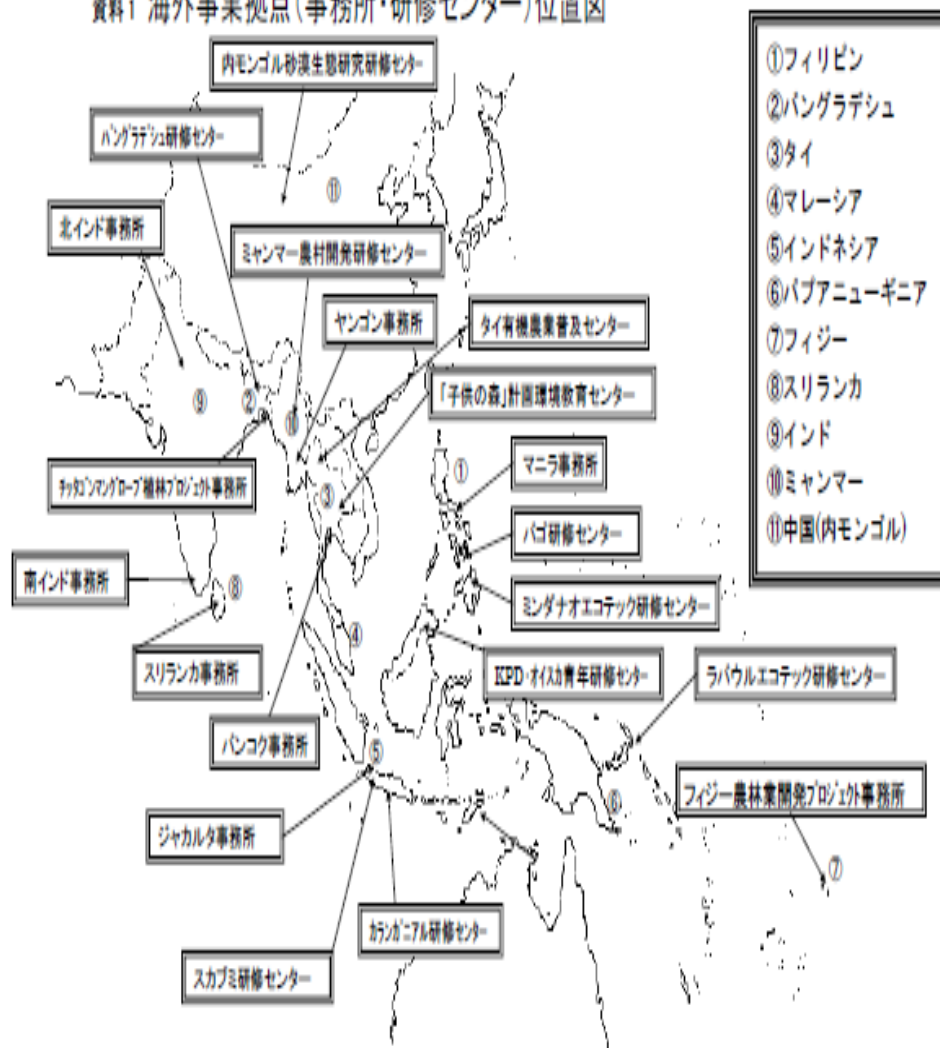 資料1 海外事業拠点(事務所・研修センター)位置図
内モンゴル砂漠生態研究研修センター
バングラデシュ研修センター
北インド事務所
ミャンマー農村開発研修センター
ヤンゴン事務所
タイ有機農業普及センター
「子供の森」計画環境教育センター
チッタゴンマングローブ植林プロジェクト事務所
マニラ事務所
バゴ研修センター
南インド事務所
ミンダナオエコテック研修センター
スリランカ事務所
KPD・オイスカ青年研修センター
ラバウルエコテック研修センター
バンコク事務所
フィジー農林業開発プロジェクト事務所
ジャカルタ事務所
カランガニアル研修センター
スカブミ研修センター
⑪
⑨
②
⑩
①
③
⑧
④
⑤
⑥
⑦
①フィリピン
②バングラデシュ
③タイ
④マレーシア
⑤インドネシア
⑥パプアニューギニア
⑦フィジー
⑧スリランカ
⑨インド
⑩ミャンマー
⑪中国(内モンゴル)